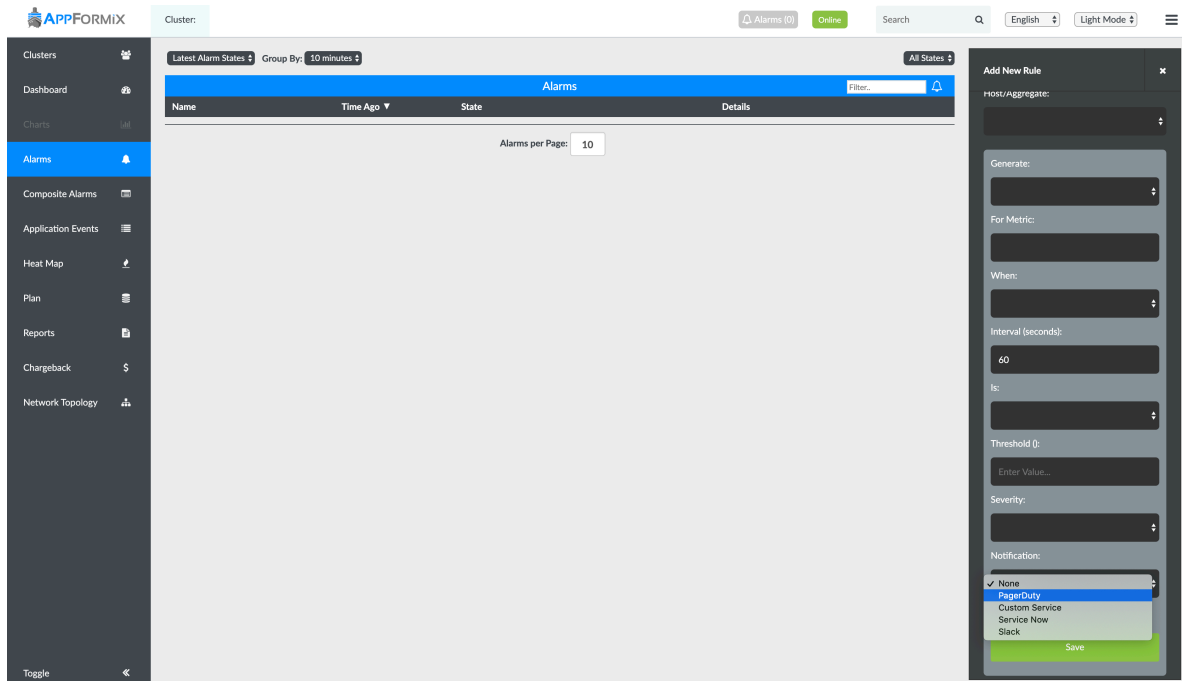 APPFORMIX
Cluster:
Alarms (0)
Online
Search
English
Light Mode
Clusters
Dashboard
Charts
Alarms
Composite Alarms
Application Events
Heat Map
Plan
Reports
Chargeback
Network Topology
Toggle
Latest Alarm States Group By: 10 minutes
All States
Alarms
Filter..
Name Time Ago ▼ State Details
Alarms per Page: 10
Add New Rule
Host/Aggregate:
Generate:
For Metric:
When:
Interval (seconds):
60
Is:
Threshold ():
Enter Value...
Severity:
Notification:
✓ None
PagerDuty
Custom Service
Service Now
Slack
Save